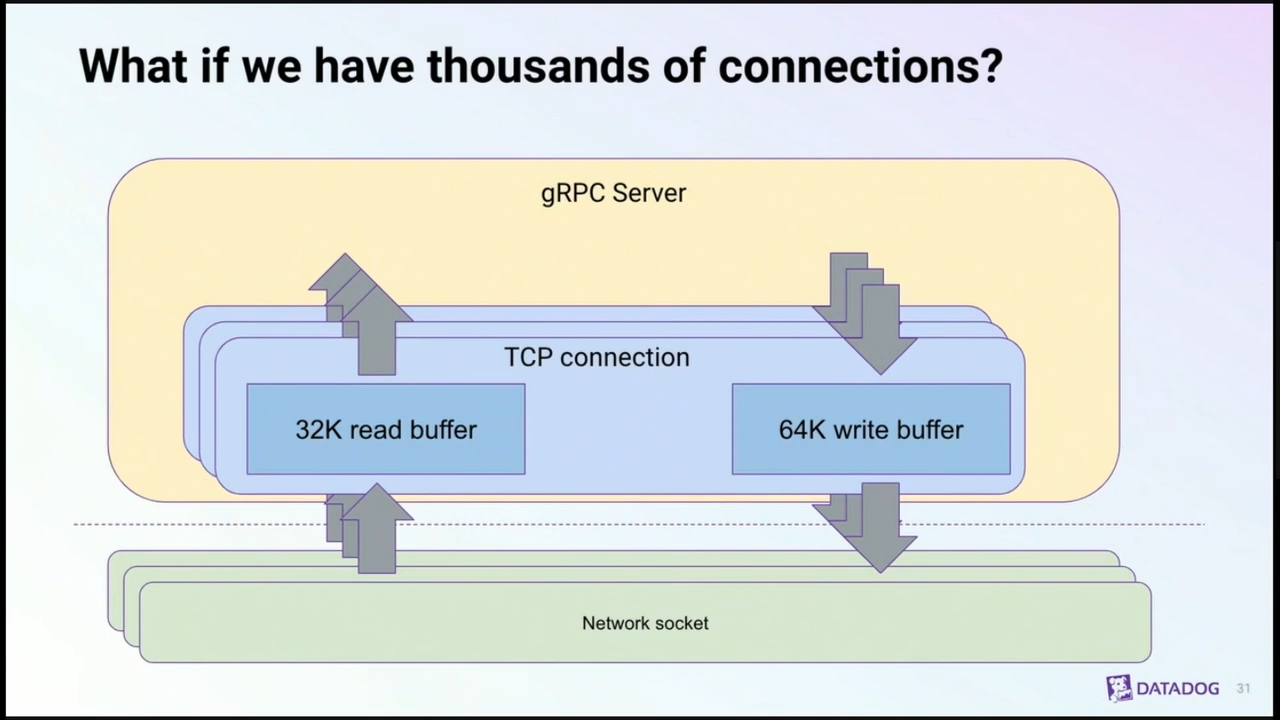 What if we have thousands of connections?
gRPC Server
TCP connection
32K read buffer
64K write buffer
Network socket
DATADOG
31